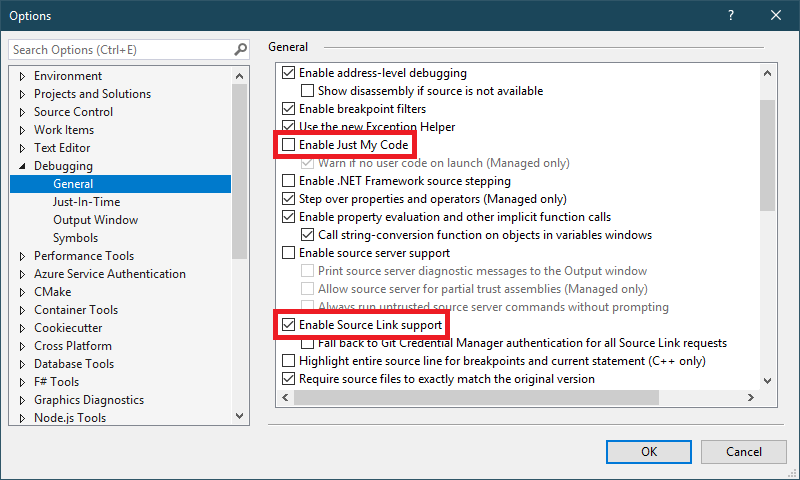 Options
?
Search Options (Ctrl+E)
Environment
Projects and Solutions
Source Control
Work Items
Text Editor
Debugging
General
Just-In-Time
Output Window
Symbols
Performance Tools
Azure Service Authentication
CMake
Container Tools
Cookiecutter
Cross Platform
Database Tools
F# Tools
Graphics Diagnostics
Node.js Tools
General
Enable address-level debugging
Show disassembly if source is not available
Enable breakpoint filters
Use the new Exception Helper
Enable Just My Code
Warn if no user code on launch (Managed only)
Enable .NET Framework source stepping
Step over properties and operators (Managed only)
Enable property evaluation and other implicit function calls
Call string-conversion function on objects in variables windows
Enable source server support
Print source server diagnostic messages to the Output window
Allow source server for partial trust assemblies (Managed only)
Always run untrusted source server commands without prompting
Enable Source Link support
Fall back to Git Credential Manager authentication for all Source Link requests
Highlight entire source line for breakpoints and current statement (C++ only)
Require source files to exactly match the original version
OK
Cancel